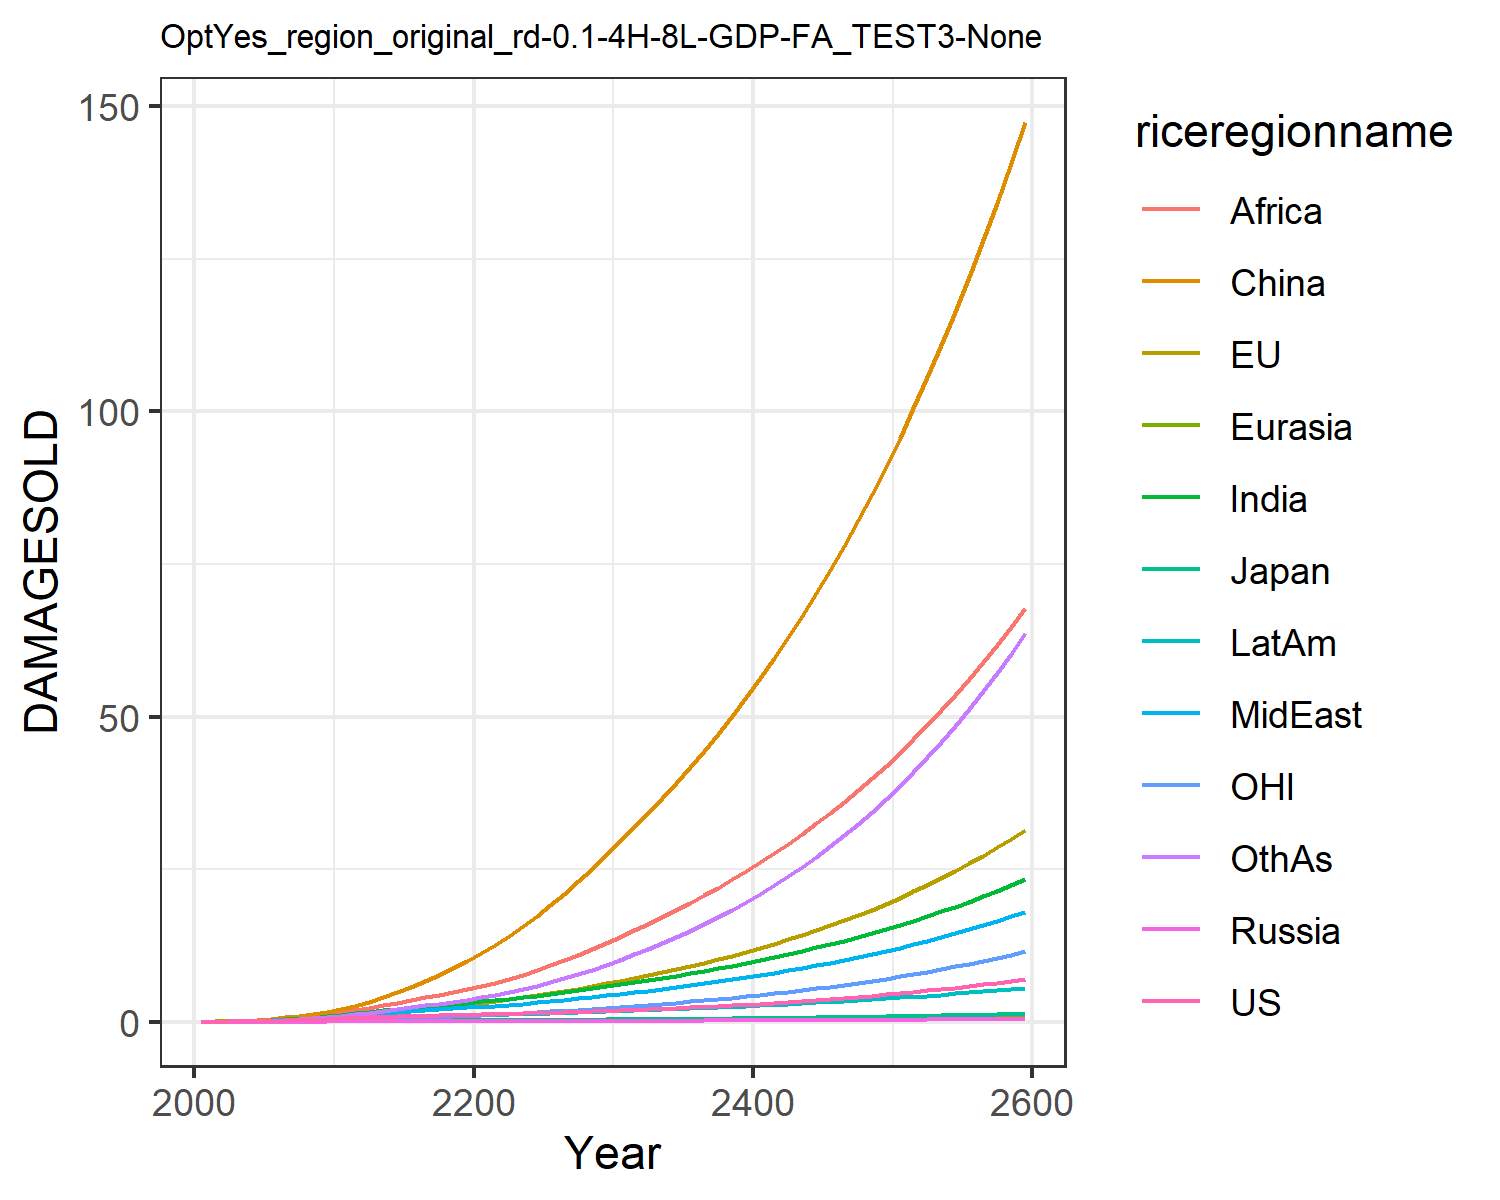 OptYes_region_original_rd-0.1-4H-8L-GDP-FA_TEST3-None
150
100
50
0
DAMAGESOLD
2000
2200
2400
2600
Year
riceregionname
Africa
China
EU
Eurasia
India
Japan
LatAm
MidEast
OHI
OthAs
Russia
US